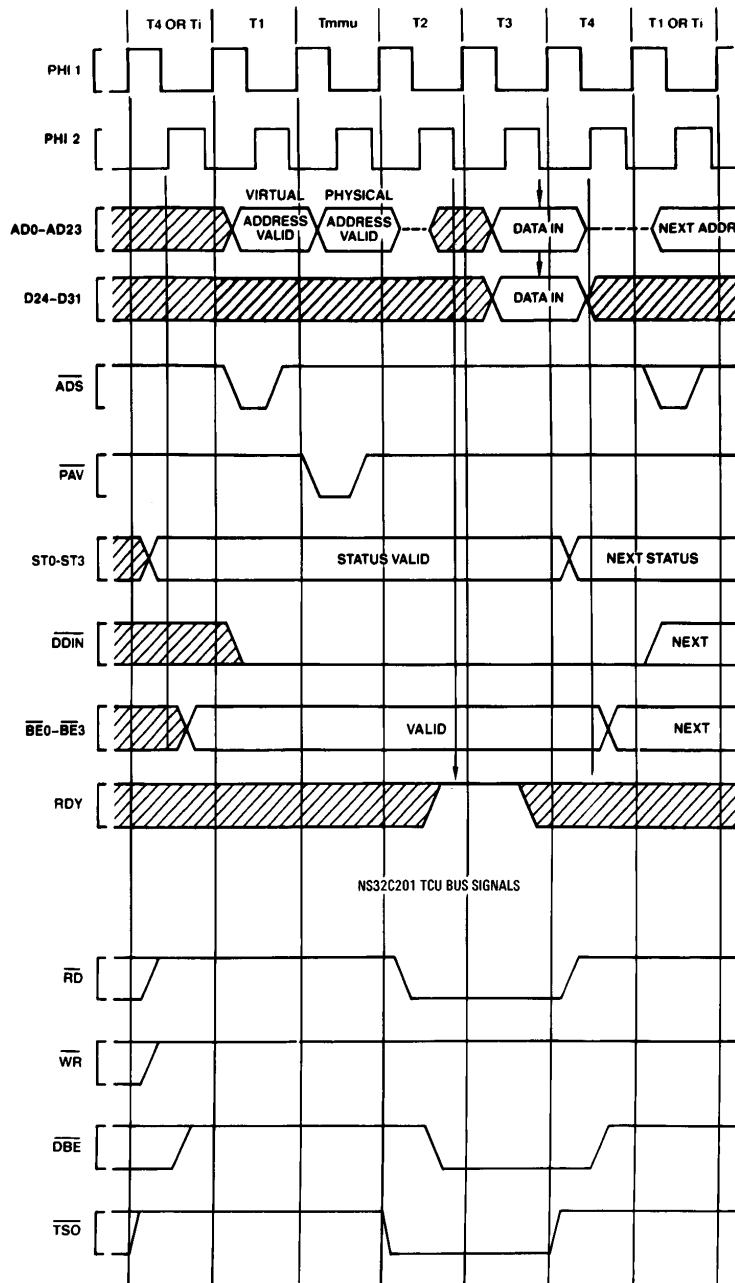 T4 OR Ti T1 Tmmu T2 T3 T4 T1 OR Ti
PHI 1
PHI 2
VIRTUAL PHYSICAL
AD0–AD23 ADDRESS VALID ADDRESS VALID DATA IN NEXT ADDR
D24–D31 DATA IN
ADS
PAV
ST0-ST3 STATUS VALID NEXT STATUS
DDIN NEXT
BE0–BE3 VALID NEXT
RDY
NS32C201 TCU BUS SIGNALS
RD
WR
DBE
TSO